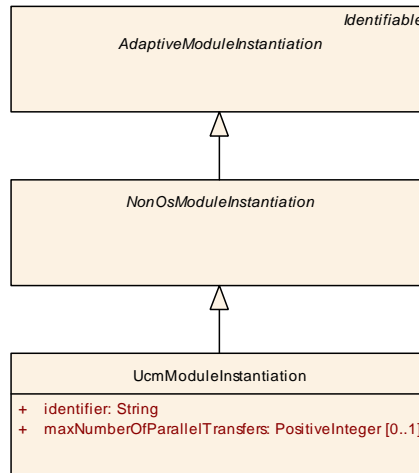 Identifiable
AdaptiveModuleInstantiation
NonOsModuleInstantiation
UcmModuleInstantiation
+ identifier: String
+ maxNumberOfParallelTransfers: PositiveInteger [0..1]